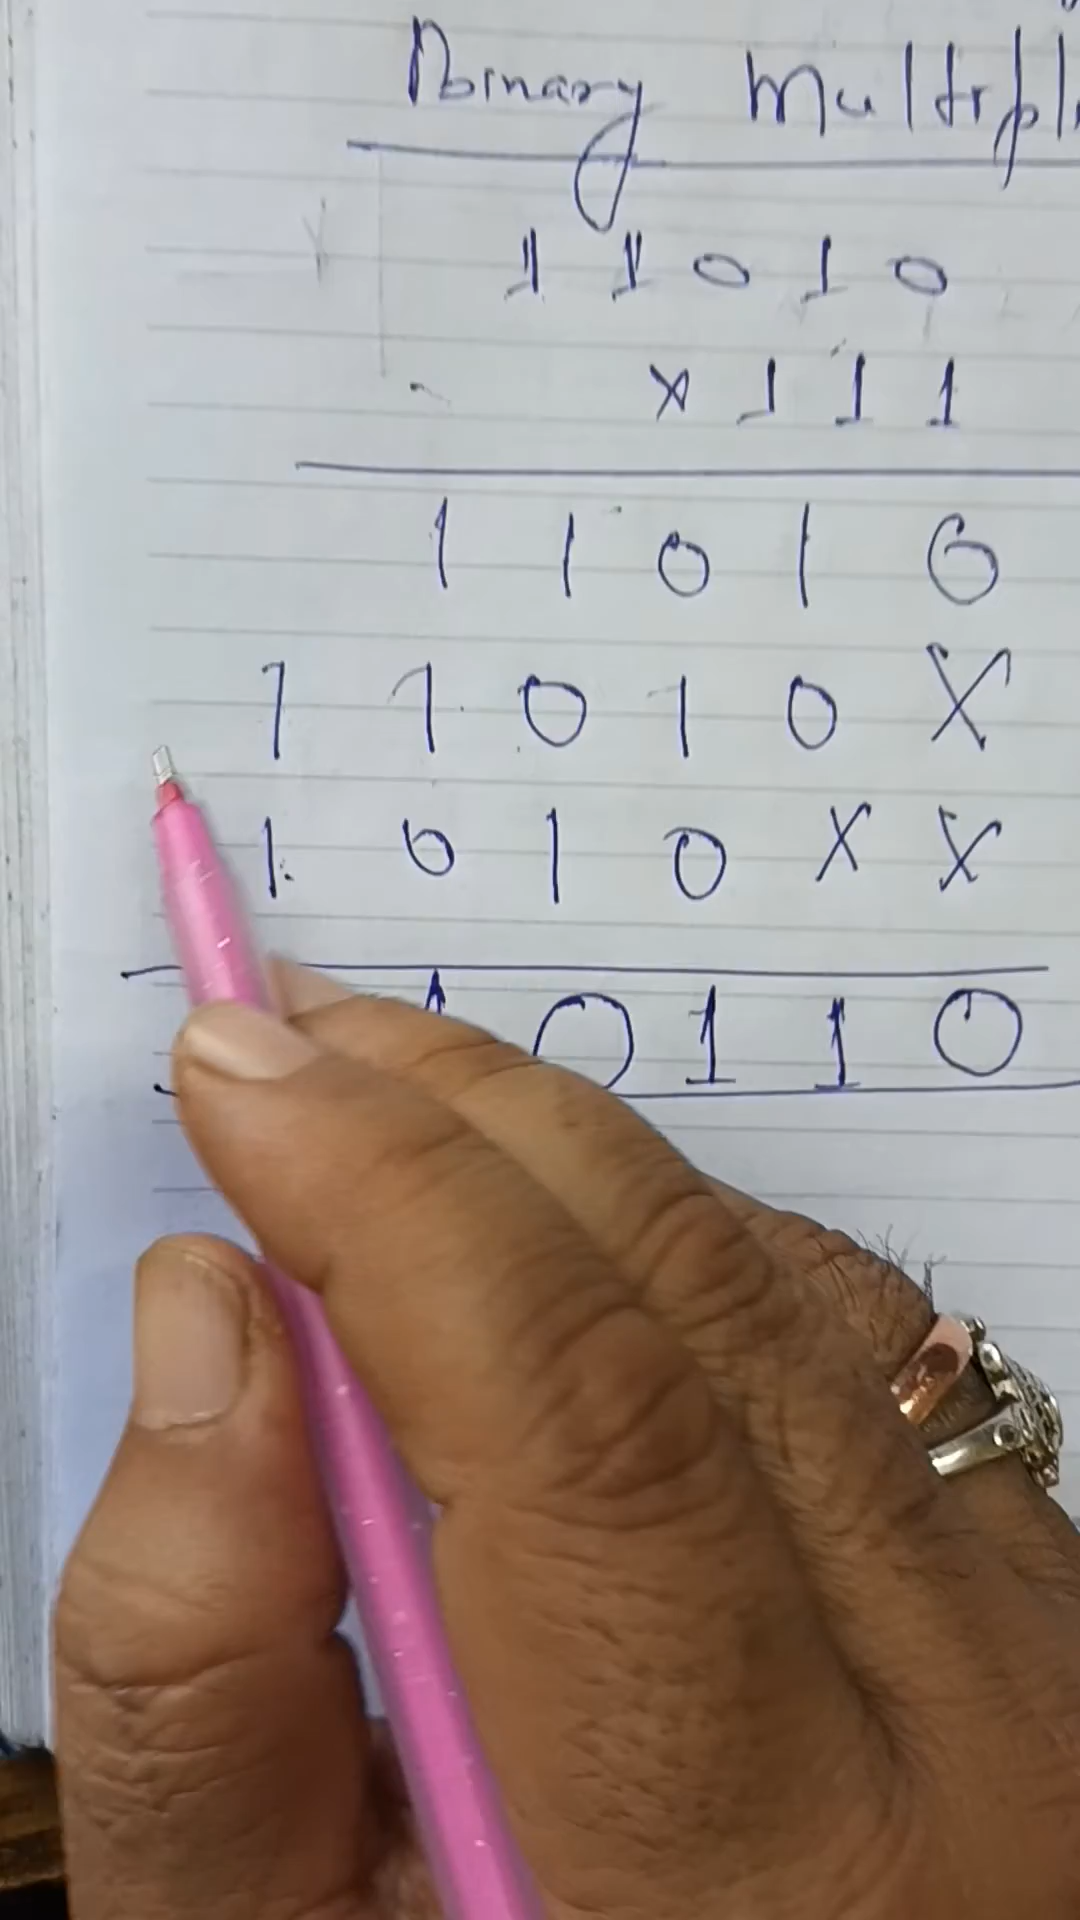 Binary Multipl
1 1 0 1 0
× 1 1 1
1 1 0 1 0
1 1 0 1 0 X
1 0 1 0 X X
1 0 1 1 0